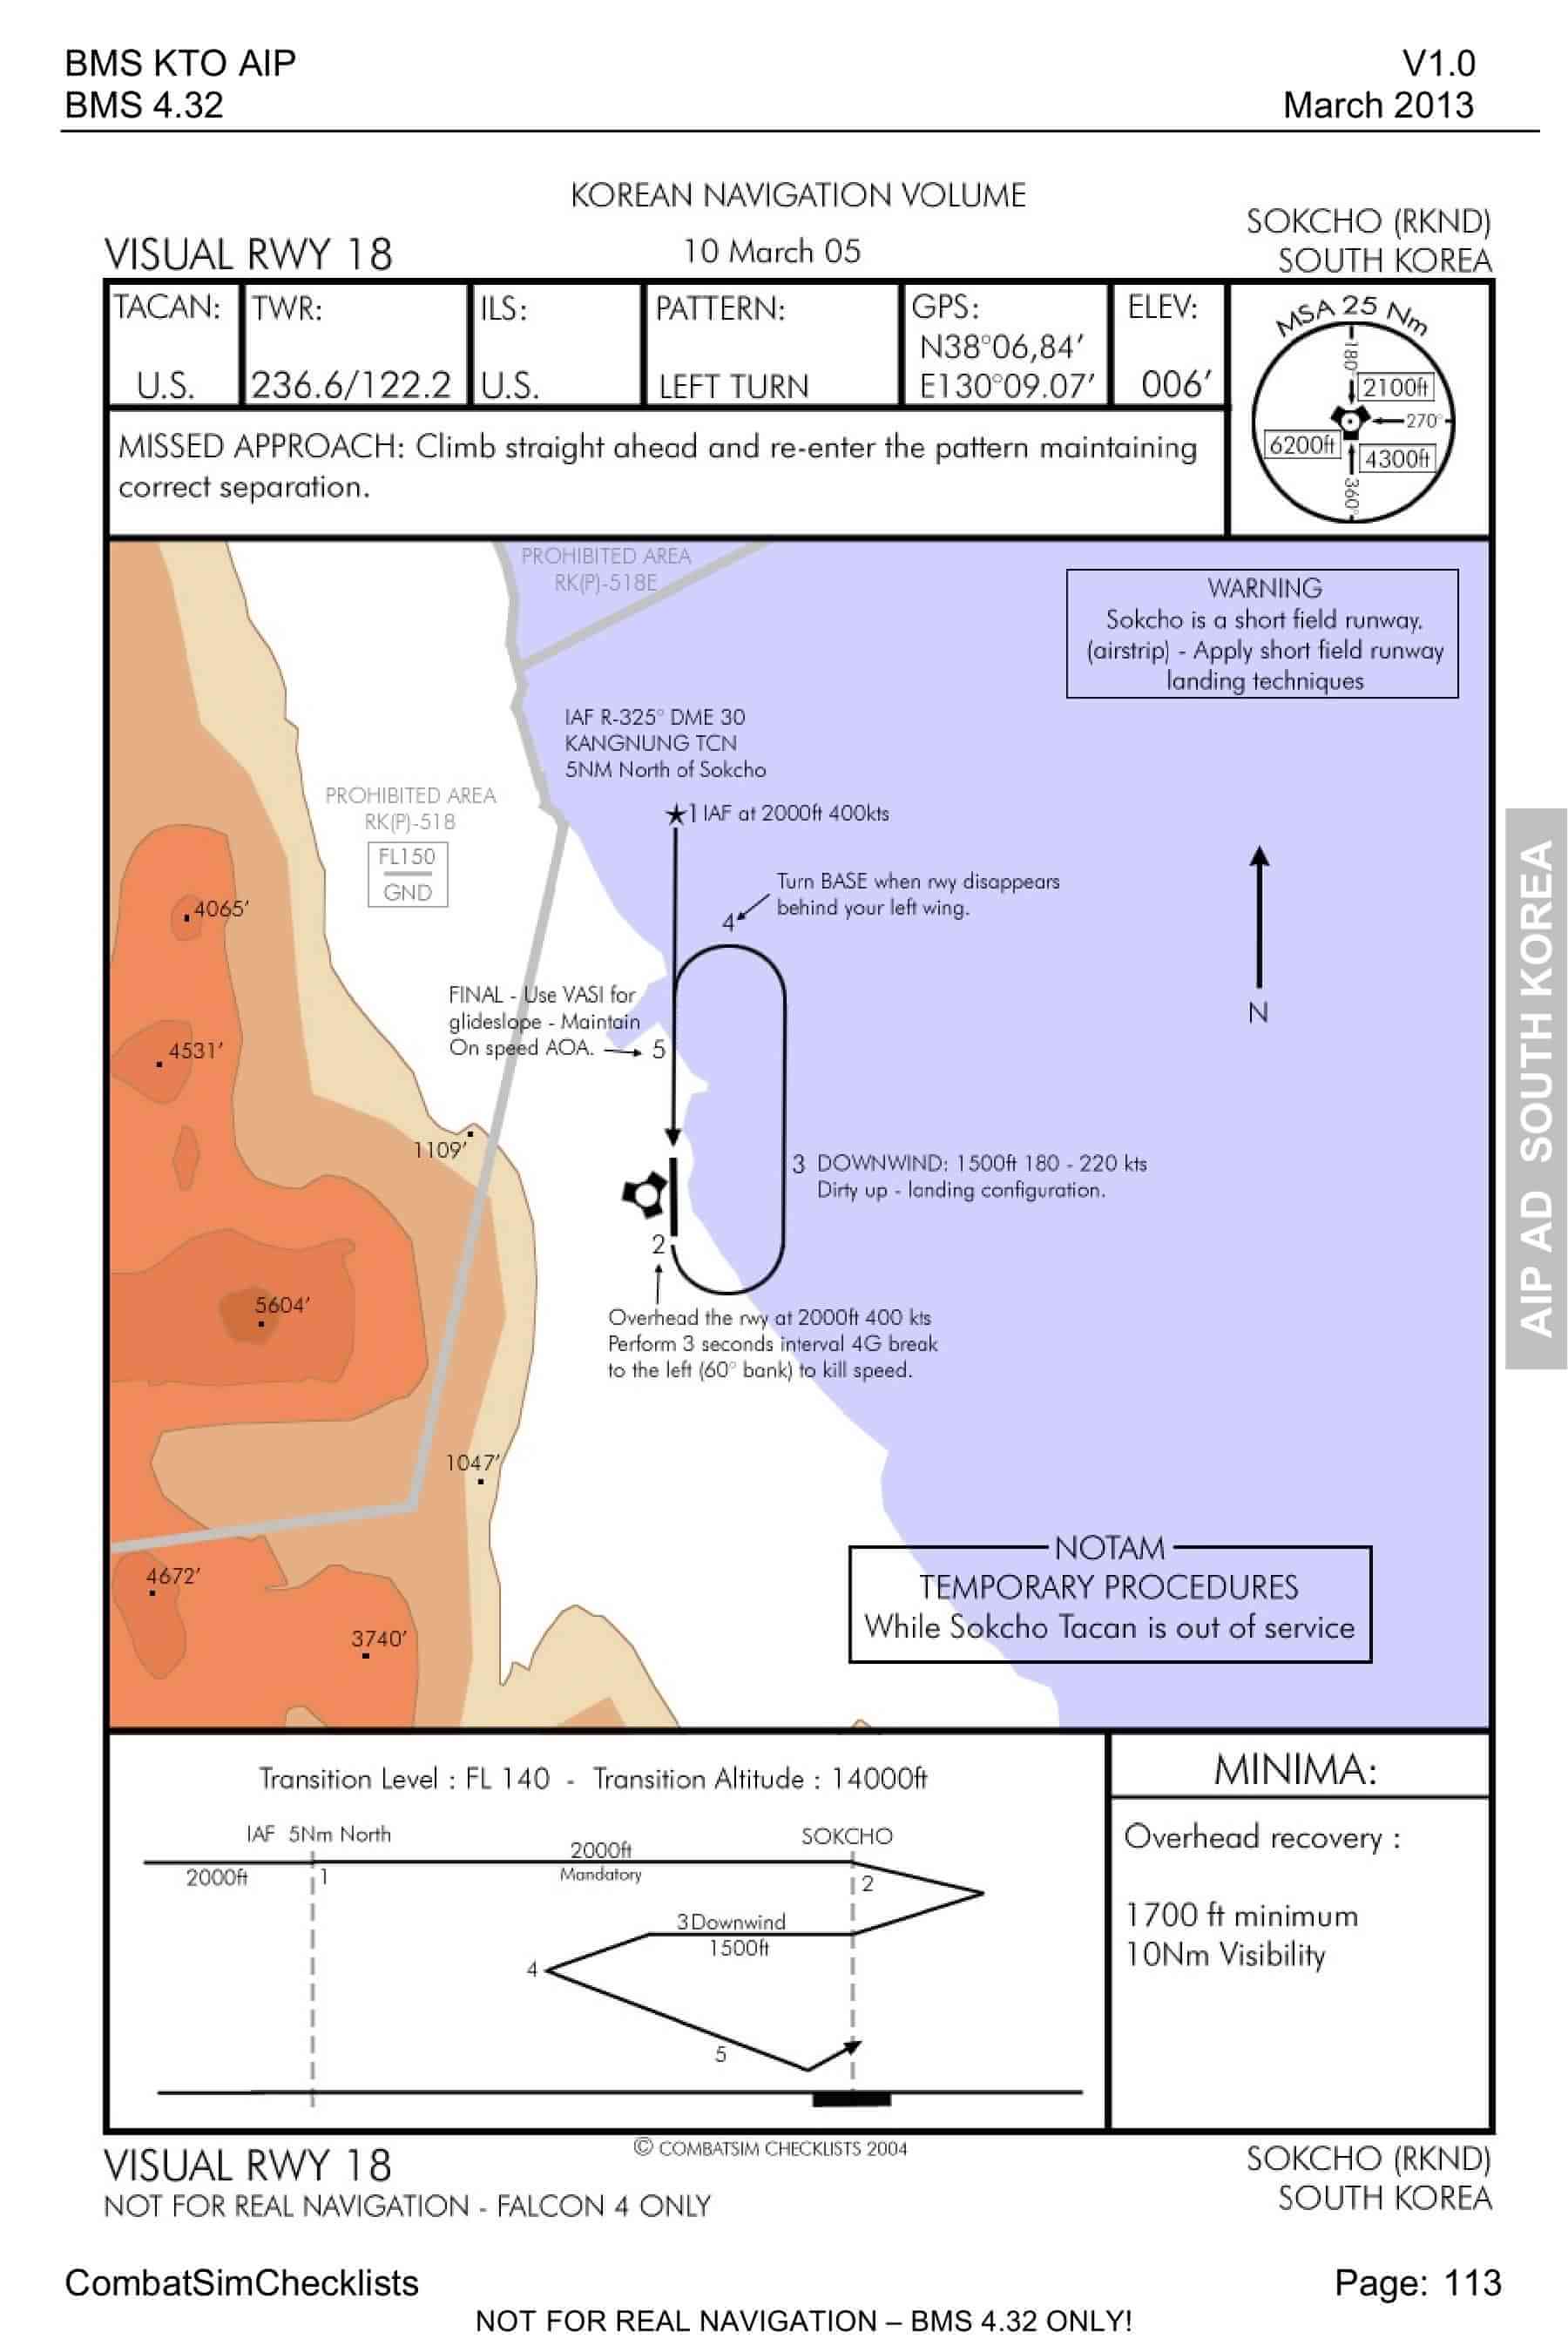 BMS KTO AIP
V1.0
BMS 4.32
March 2013
KOREAN NAVIGATION VOLUME
VISUAL RWY 18
10 March 05
SOKCHO (RKND)
SOUTH KOREA
TACAN:
U.S.
TWR:
236.6/122.2
ILS:
U.S.
PATTERN:
LEFT TURN
GPS:
N38°06,84′
E130°09.07′
ELEV:
006′
MSA 25 Nm
180°
2100ft
270°
6200ft
4300ft
360°
MISSED APPROACH: Climb straight ahead and re-enter the pattern maintaining
correct separation.
PROHIBITED AREA
RK(P)-518E
WARNING
Sokcho is a short field runway.
(airstrip) - Apply short field runway
landing techniques
IAF R-325° DME 30
KANGNUNG TCN
5NM North of Sokcho
1 IAF at 2000ft 400kts
PROHIBITED AREA
RK(P)-518
FL150
GND
Turn BASE when rwy disappears
behind your left wing.
4
4065′
N
FINAL - Use VASI for
glideslope - Maintain
On speed AOA.
5
4531′
1109′
3 DOWNWIND: 1500ft 180 - 220 kts
Dirty up - landing configuration.
2
5604′
Overhead the rwy at 2000ft 400 kts
Perform 3 seconds interval 4G break
to the left (60° bank) to kill speed.
1047′
NOTAM
TEMPORARY PROCEDURES
While Sokcho Tacan is out of service
4672′
3740′
AIP AD SOUTH KOREA
Transition Level : FL 140 - Transition Altitude : 14000ft
IAF 5Nm North
SOKCHO
2000ft
2000ft
Mandatory
1
2
3 Downwind
1500ft
4
5
MINIMA:
Overhead recovery :
1700 ft minimum
10Nm Visibility
© COMBATSIM CHECKLISTS 2004
VISUAL RWY 18
NOT FOR REAL NAVIGATION - FALCON 4 ONLY
SOKCHO (RKND)
SOUTH KOREA
CombatSimChecklists
Page: 113
NOT FOR REAL NAVIGATION – BMS 4.32 ONLY!